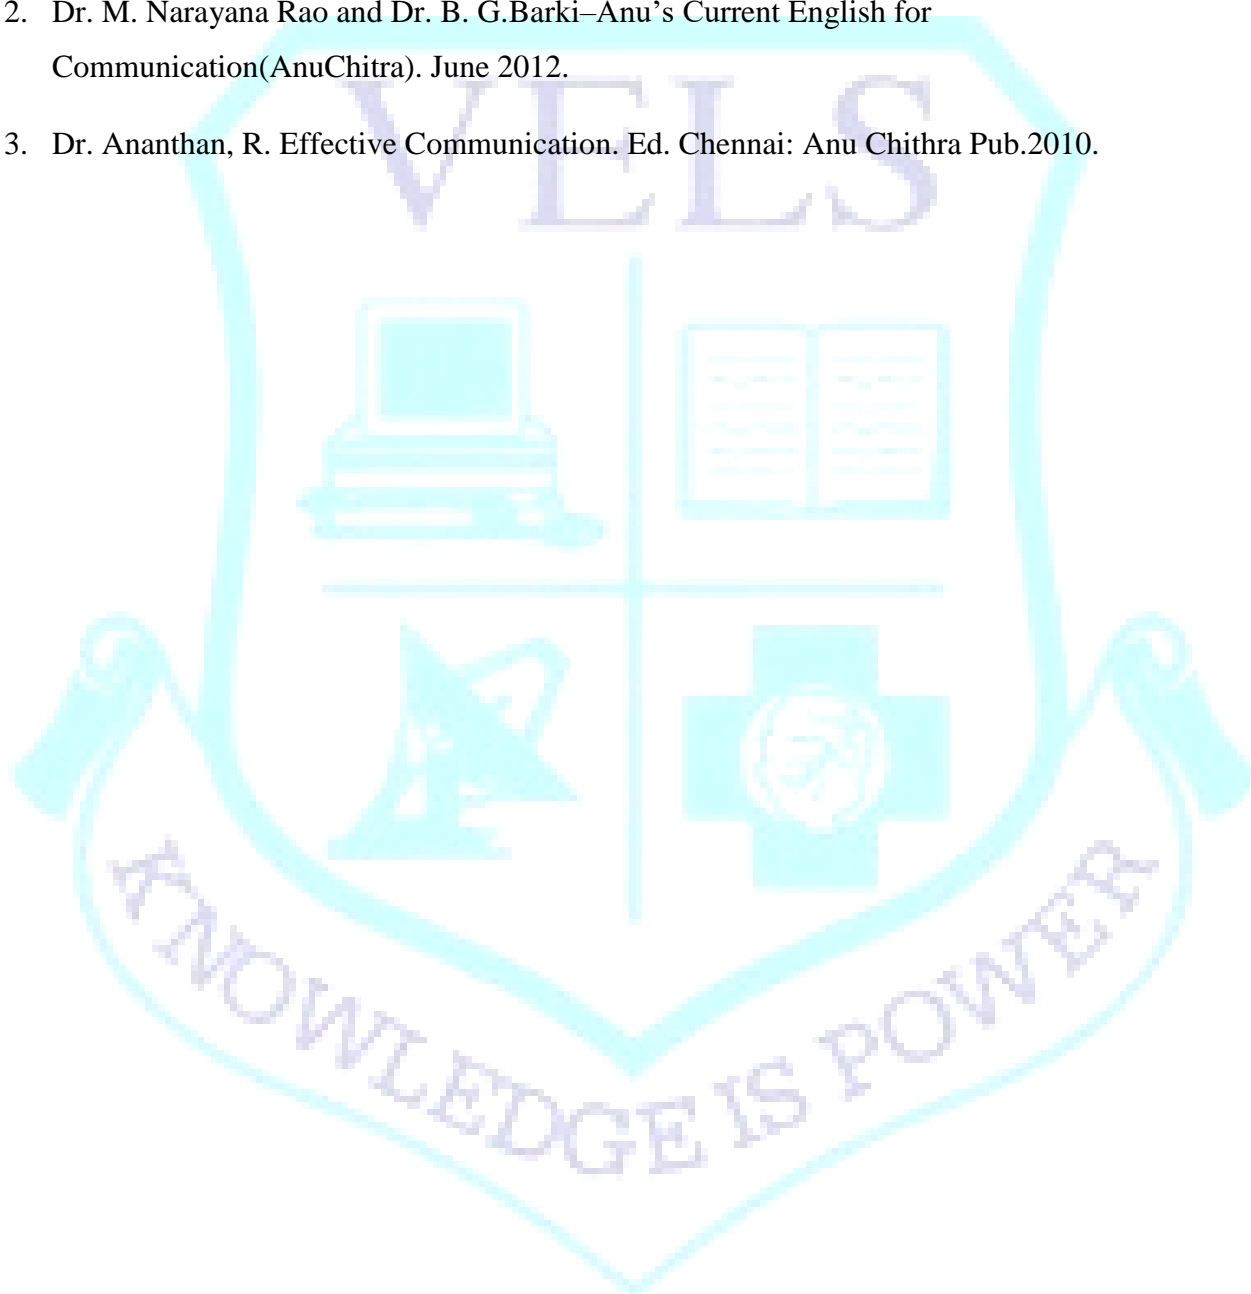 2. Dr. M. Narayana Rao and Dr. B. G.Barki–Anu’s Current English for
Communication(AnuChitra). June 2012.
3. Dr. Ananthan, R. Effective Communication. Ed. Chennai: Anu Chithra Pub.2010.
VELS
KNOWLEDGE IS POWER